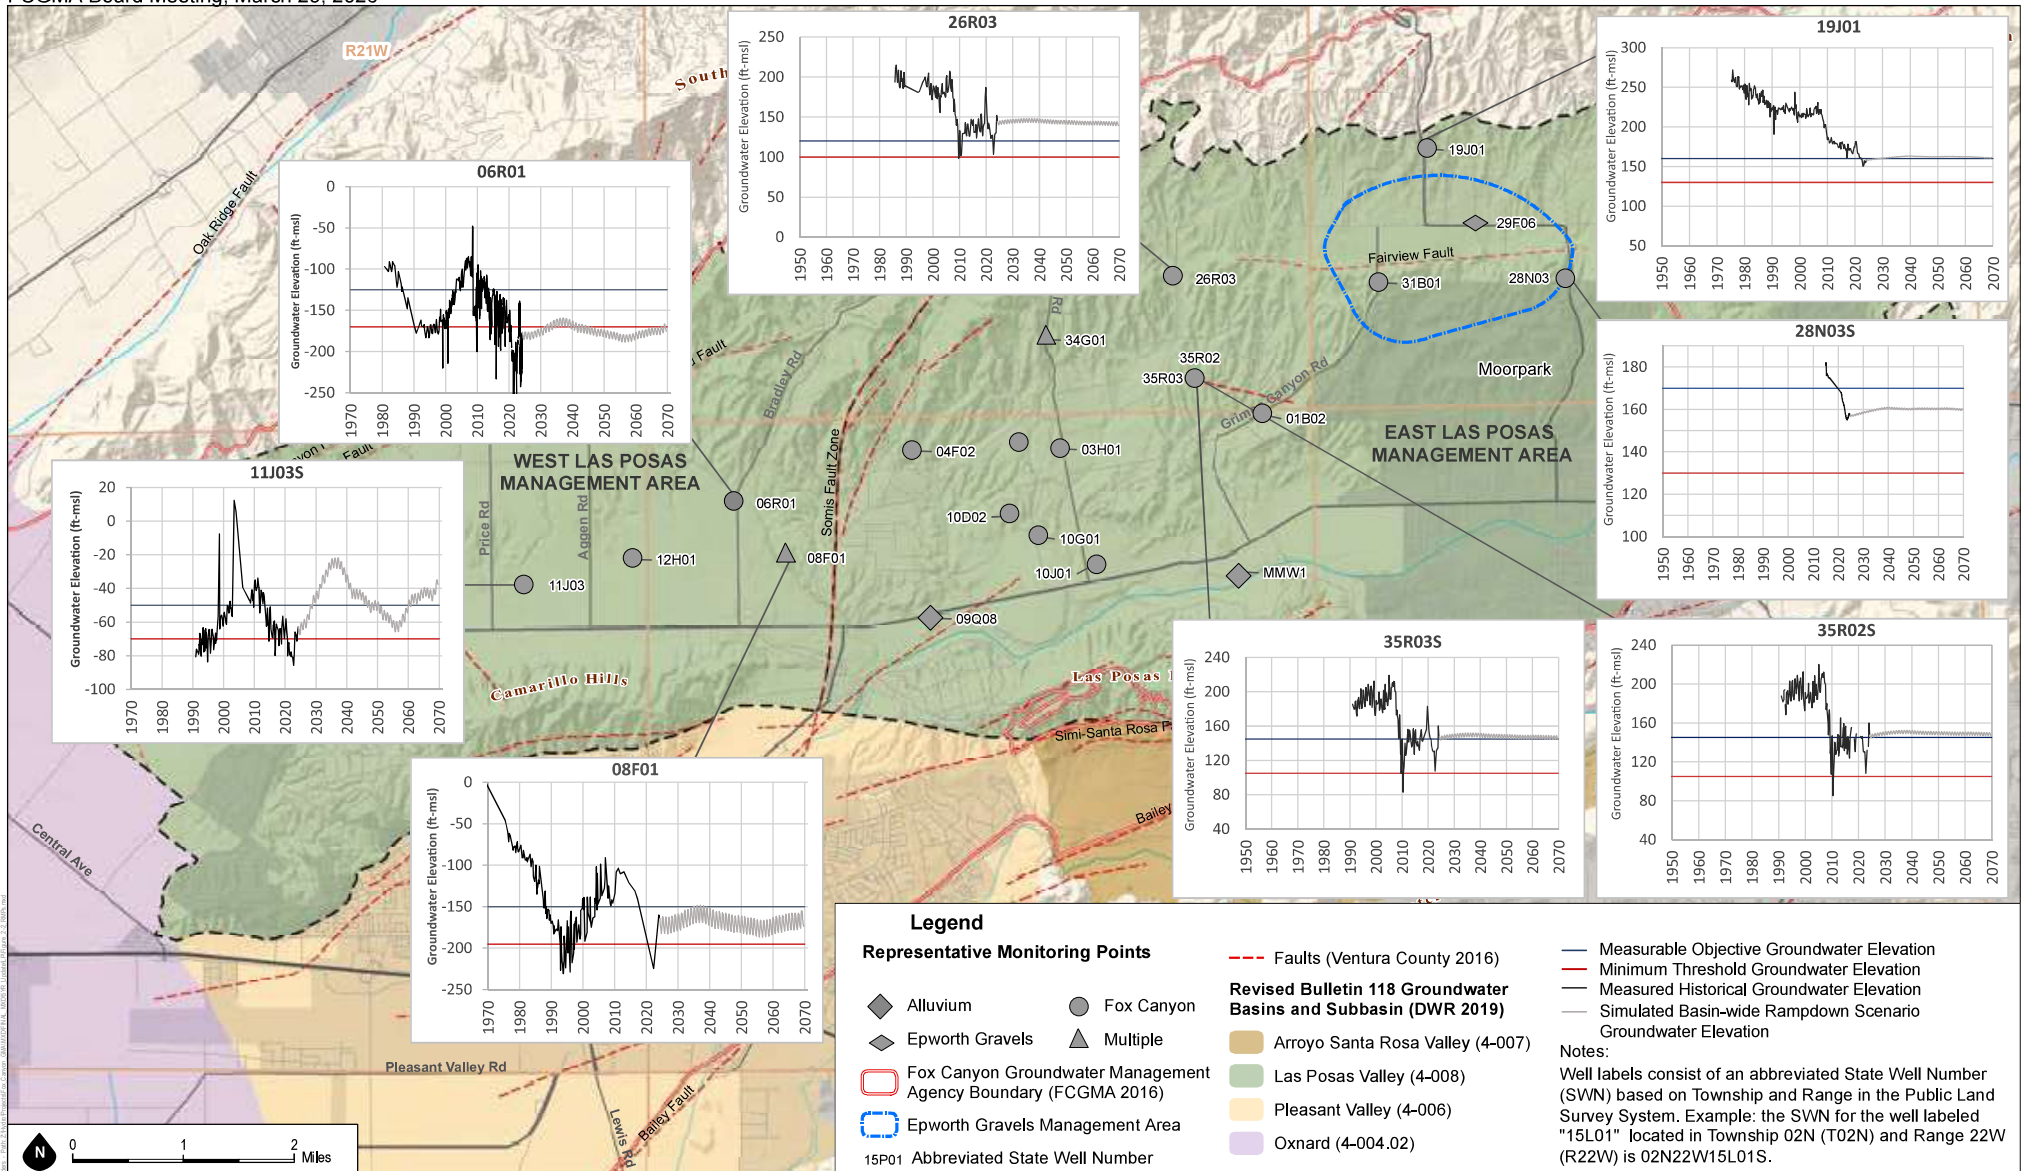 FCGMA Board Meeting, March 26, 2025
R21W
South
Oak Ridge Fault
26R03
Groundwater Elevation (ft-msl)
250
200
150
100
50
0
1950 1960 1970 1980 1990 2000 2010 2020 2030 2040 2050 2060 2070
19J01
Groundwater Elevation (ft-msl)
300
250
200
150
100
50
1950 1960 1970 1980 1990 2000 2010 2020 2030 2040 2050 2060 2070
06R01
Groundwater Elevation (ft-msl)
0
-50
-100
-150
-200
-250
1970 1980 1990 2000 2010 2020 2030 2040 2050 2060 2070
19J01
29F06
Fairview Fault
26R03
31B01
28N03
Rd
34G01
Fault
Bradley Rd
35R02
35R03
Canyon Rd
Moorpark
01B02
28N03S
Groundwater Elevation (ft-msl)
180
160
140
120
100
1950 1960 1970 1980 1990 2000 2010 2020 2030 2040 2050 2060 2070
Fault
WEST LAS POSAS
MANAGEMENT AREA
EAST LAS POSAS
MANAGEMENT AREA
04F02
03H01
Somis Fault Zone
11J03S
Groundwater Elevation (ft-msl)
20
0
-20
-40
-60
-80
-100
1970 1980 1990 2000 2010 2020 2030 2040 2050 2060 2070
Price Rd
Aggen Rd
06R01
10D02
10G01
12H01
08F01
11J03
10J01
MMW1
09Q08
Camarillo Hills
Las Posas
Simi-Santa Rosa
Bailey
35R03S
Groundwater Elevation (ft-msl)
240
200
160
120
80
40
1950 1960 1970 1980 1990 2000 2010 2020 2030 2040 2050 2060 2070
35R02S
Groundwater Elevation (ft-msl)
240
200
160
120
80
40
1950 1960 1970 1980 1990 2000 2010 2020 2030 2040 2050 2060 2070
08F01
Groundwater Elevation (ft-msl)
0
-50
-100
-150
-200
-250
1970 1980 1990 2000 2010 2020 2030 2040 2050 2060 2070
Central Ave
Pleasant Valley Rd
Lewis Rd
Bailey Fault
N
0 1 2
Miles
Legend
Representative Monitoring Points
Alluvium
Fox Canyon
Epworth Gravels
Multiple
Fox Canyon Groundwater Management
Agency Boundary (FCGMA 2016)
Epworth Gravels Management Area
15P01 Abbreviated State Well Number
Faults (Ventura County 2016)
Revised Bulletin 118 Groundwater
Basins and Subbasin (DWR 2019)
Arroyo Santa Rosa Valley (4-007)
Las Posas Valley (4-008)
Pleasant Valley (4-006)
Oxnard (4-004.02)
Measurable Objective Groundwater Elevation
Minimum Threshold Groundwater Elevation
Measured Historical Groundwater Elevation
Simulated Basin-wide Rampdown Scenario
Groundwater Elevation
Notes:
Well labels consist of an abbreviated State Well Number
(SWN) based on Township and Range in the Public Land
Survey System. Example: the SWN for the well labeled
"15L01" located in Township 02N (T02N) and Range 22W
(R22W) is 02N22W15L01S.